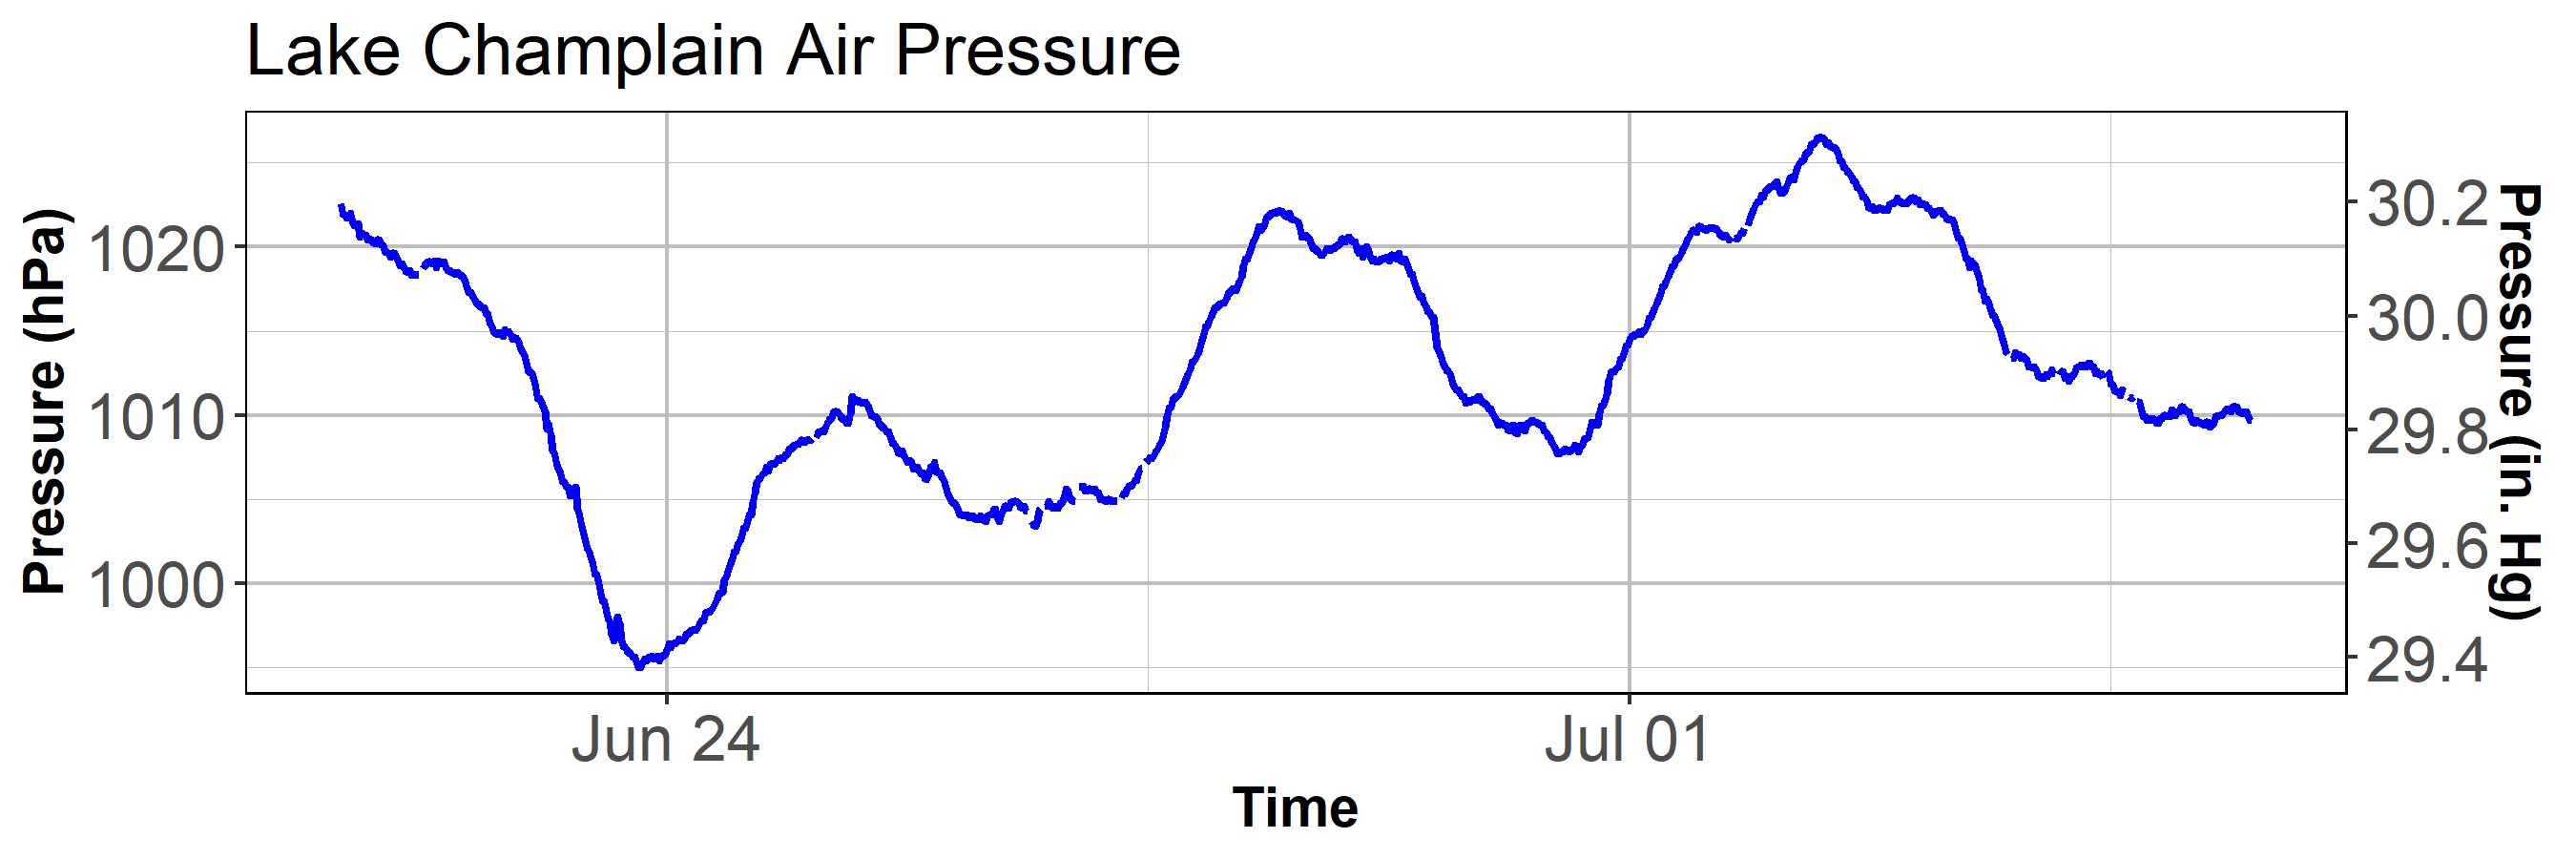 Lake Champlain Air Pressure
Pressure (hPa)
1020
1010
1000
30.2
30.0
29.8
29.6
29.4
Pressure (in. Hg)
Jun 24
Jul 01
Time